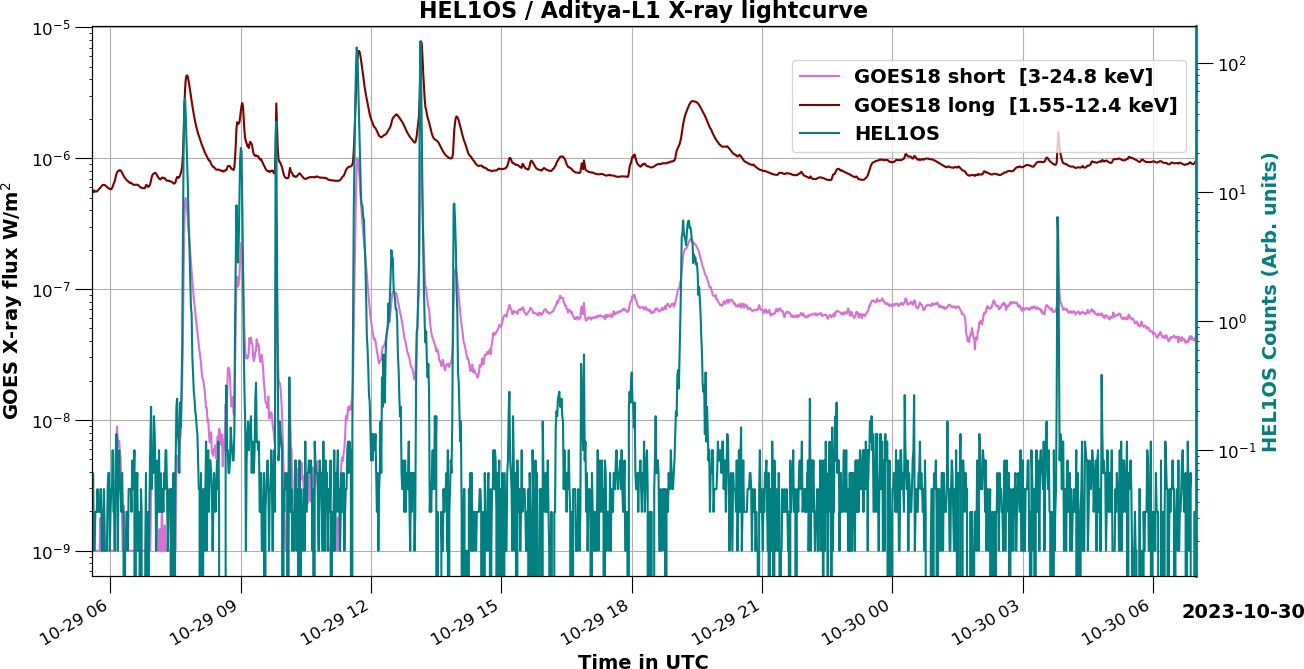 HEL1OS / Aditya-L1 X-ray lightcurve
GOES18 short [3-24.8 keV]
GOES18 long [1.55-12.4 keV]
HEL1OS
GOES X-ray flux W/m²
10⁻⁵
10⁻⁶
10⁻⁷
10⁻⁸
10⁻⁹
HEL1OS Counts (Arb. units)
10²
10¹
10⁰
10⁻¹
10-29 06
10-29 09
10-29 12
10-29 15
10-29 18
10-29 21
10-30 00
10-30 03
10-30 06
2023-10-30
Time in UTC